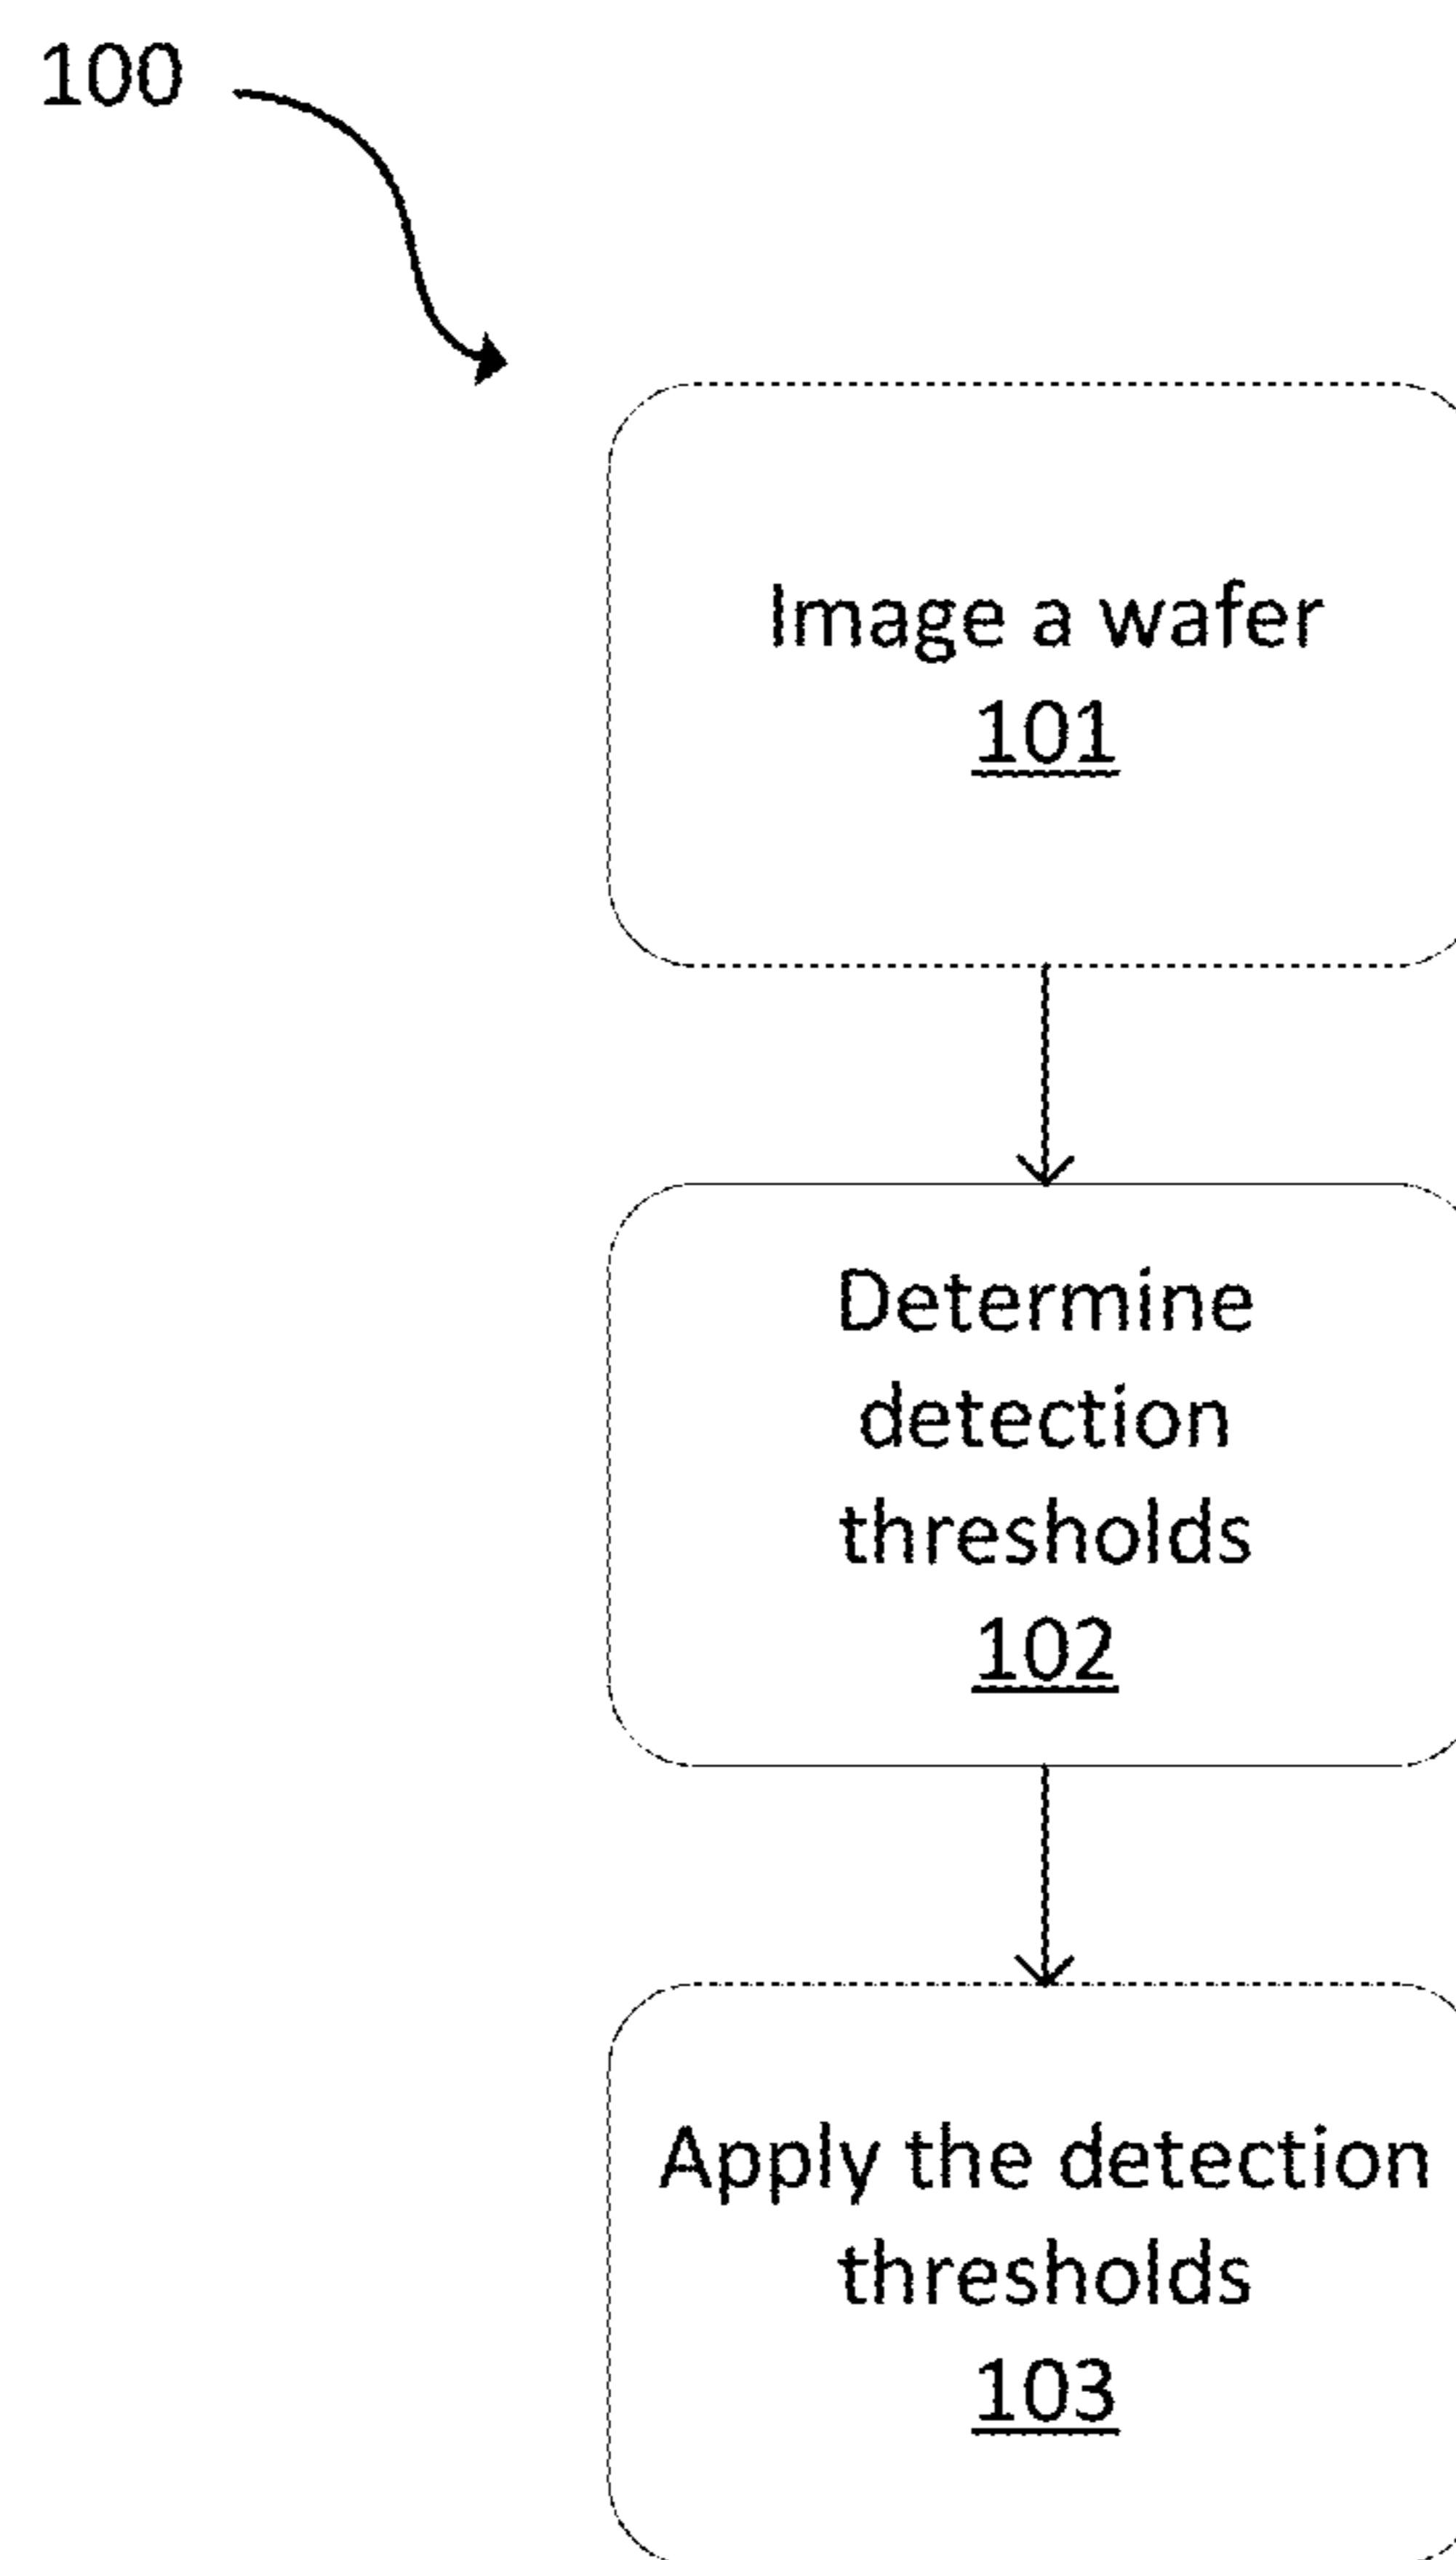 100
Image a wafer
101
Determine
detection
thresholds
102
Apply the detection
thresholds
103